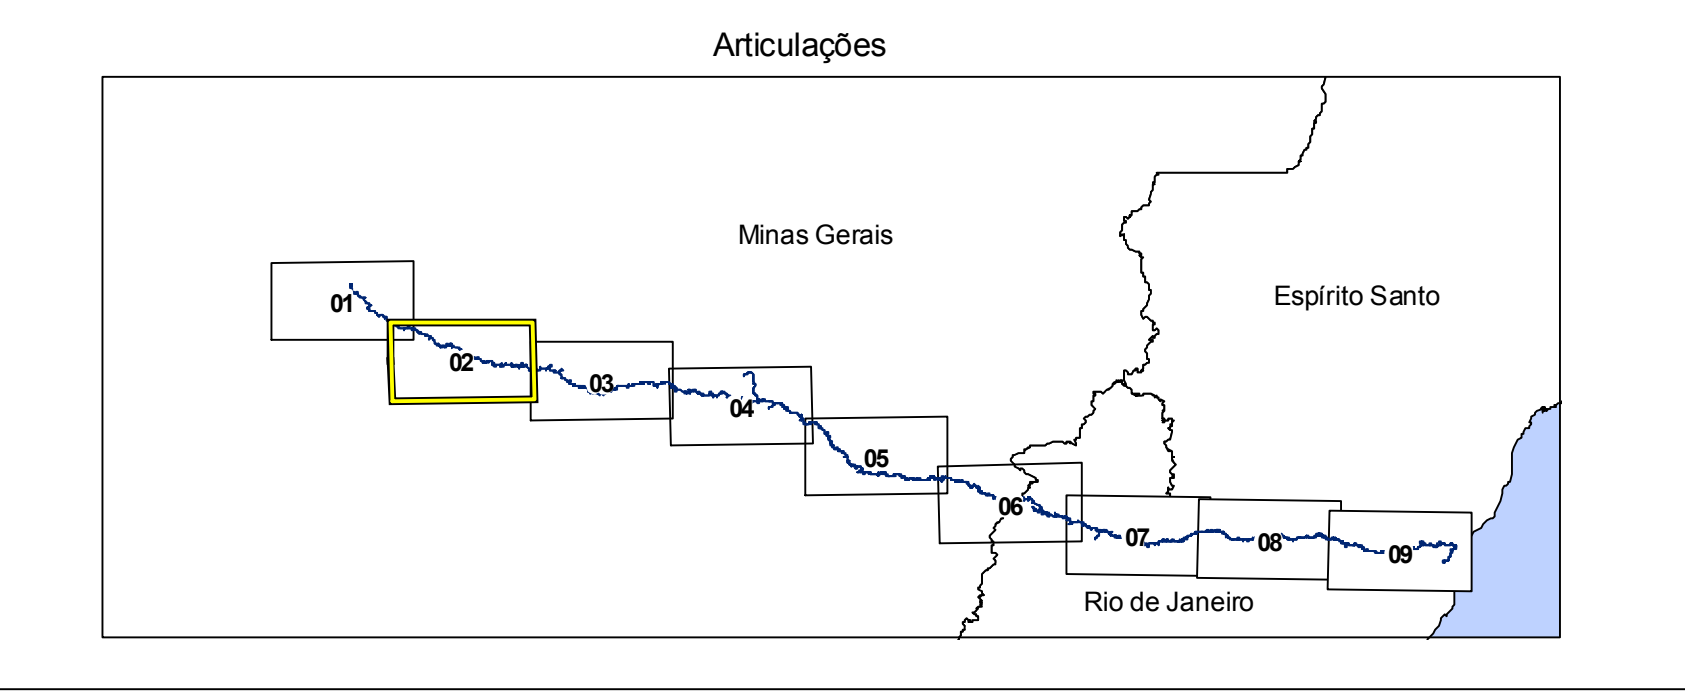 Articulações
Minas Gerais
Espírito Santo
01
02
03
04
05
06
07
08
09
Rio de Janeiro